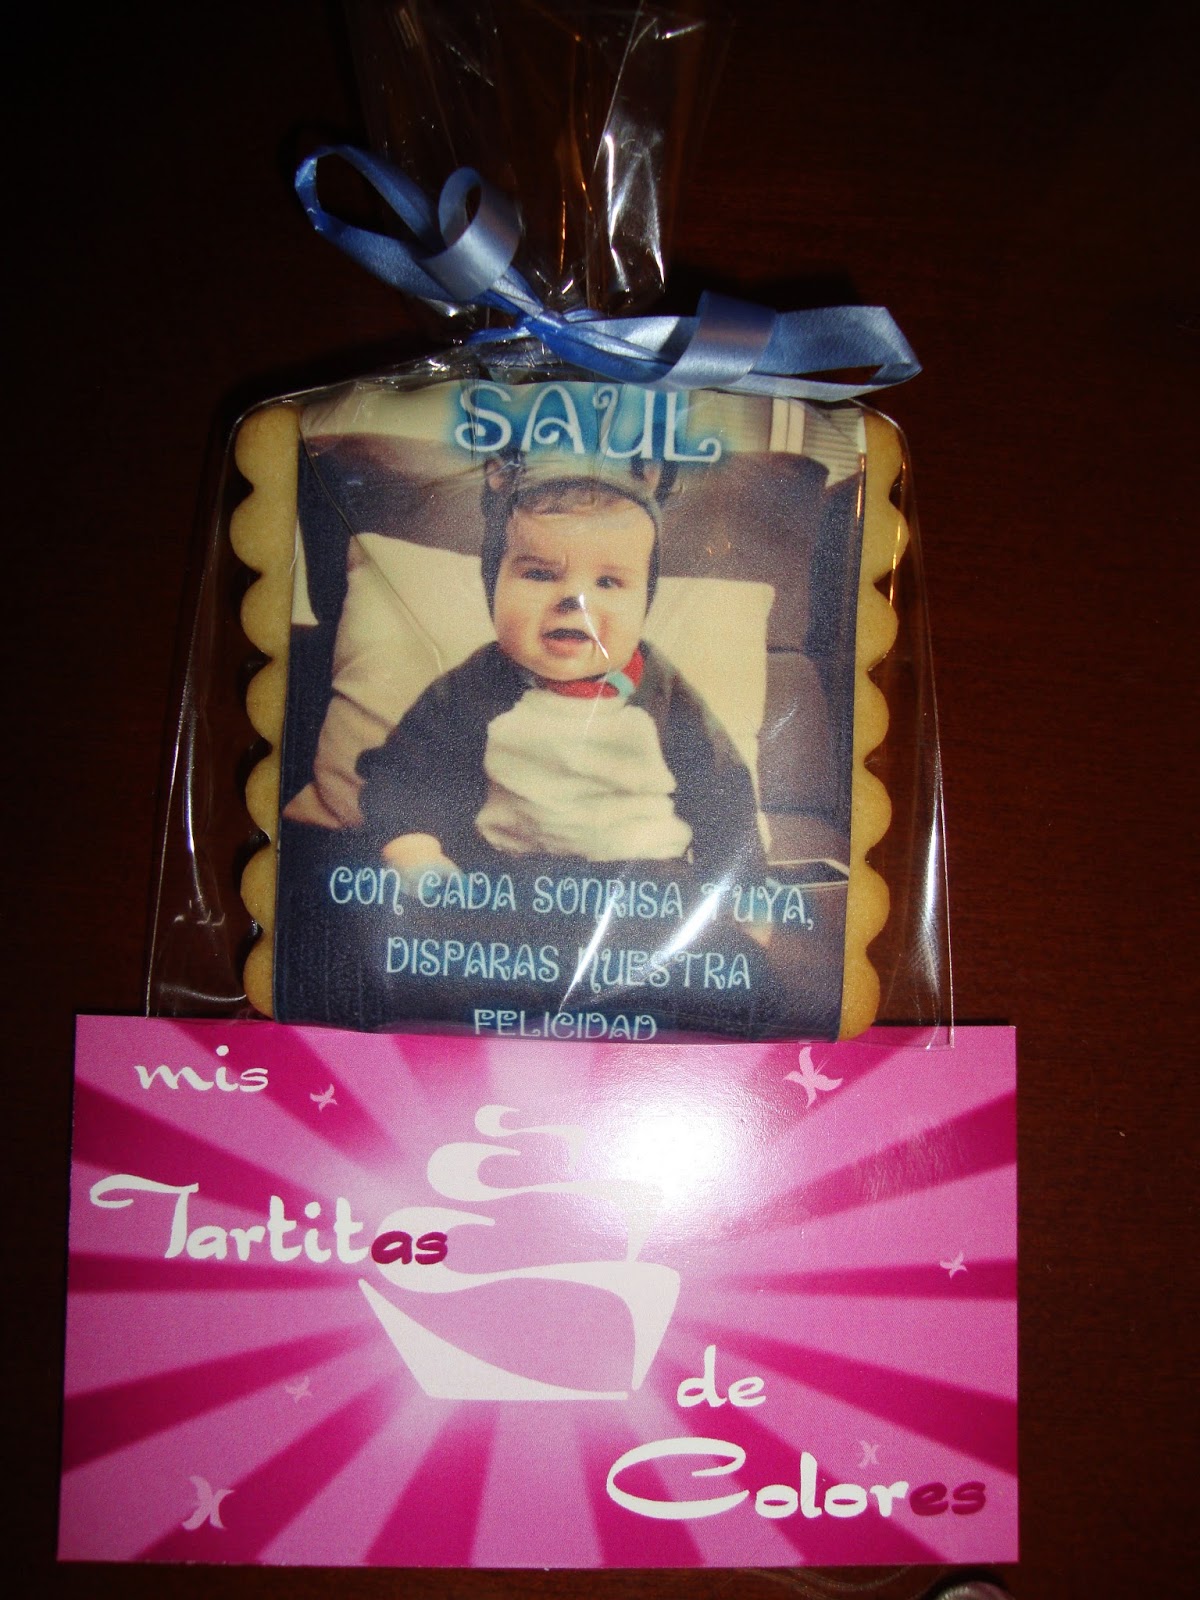 SAUL
CON CADA SONRISA TUYA,
DISPARAS NUESTRA
FELICIDAD
mis
Tartitas
de
Colores